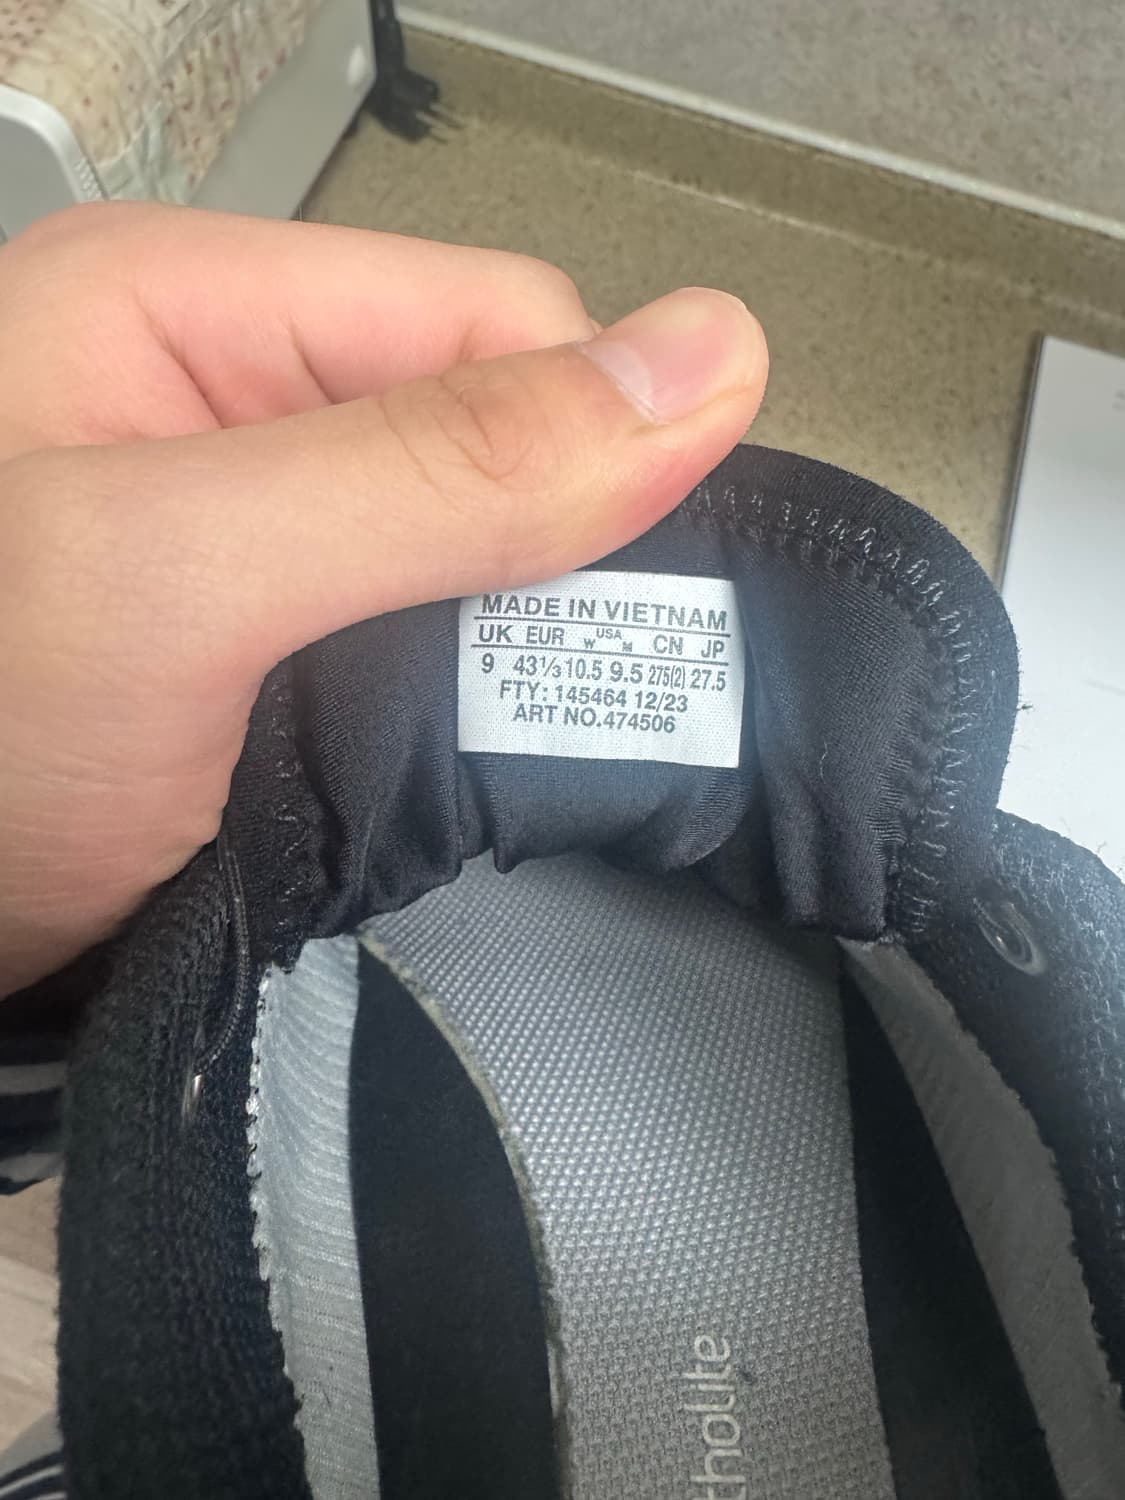 MADE IN VIETNAM
UK EUR W USA M CN JP
9 43⅓ 10.5 9.5 275(2) 27.5
FTY: 145464 12/23
ART NO.474506
tholite